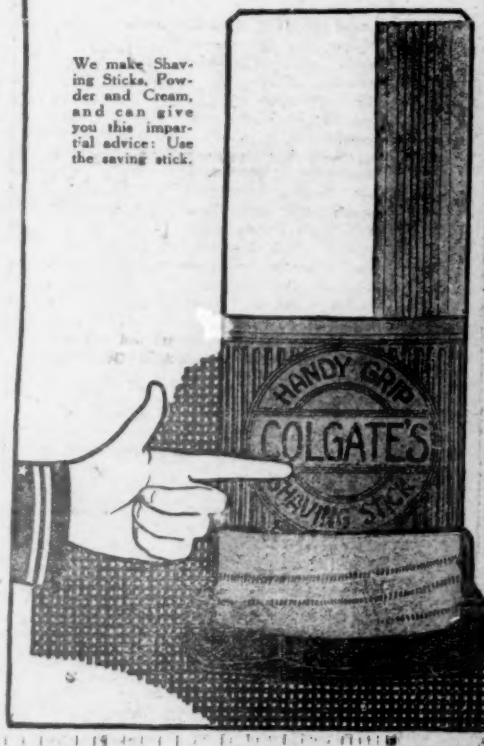 We make Shav-
ing Sticks, Pow-
der and Cream,
and can give
you this impar-
tial advice: Use
the saving stick.
HANDY GRIP
COLGATE'S
SHAVING STICK